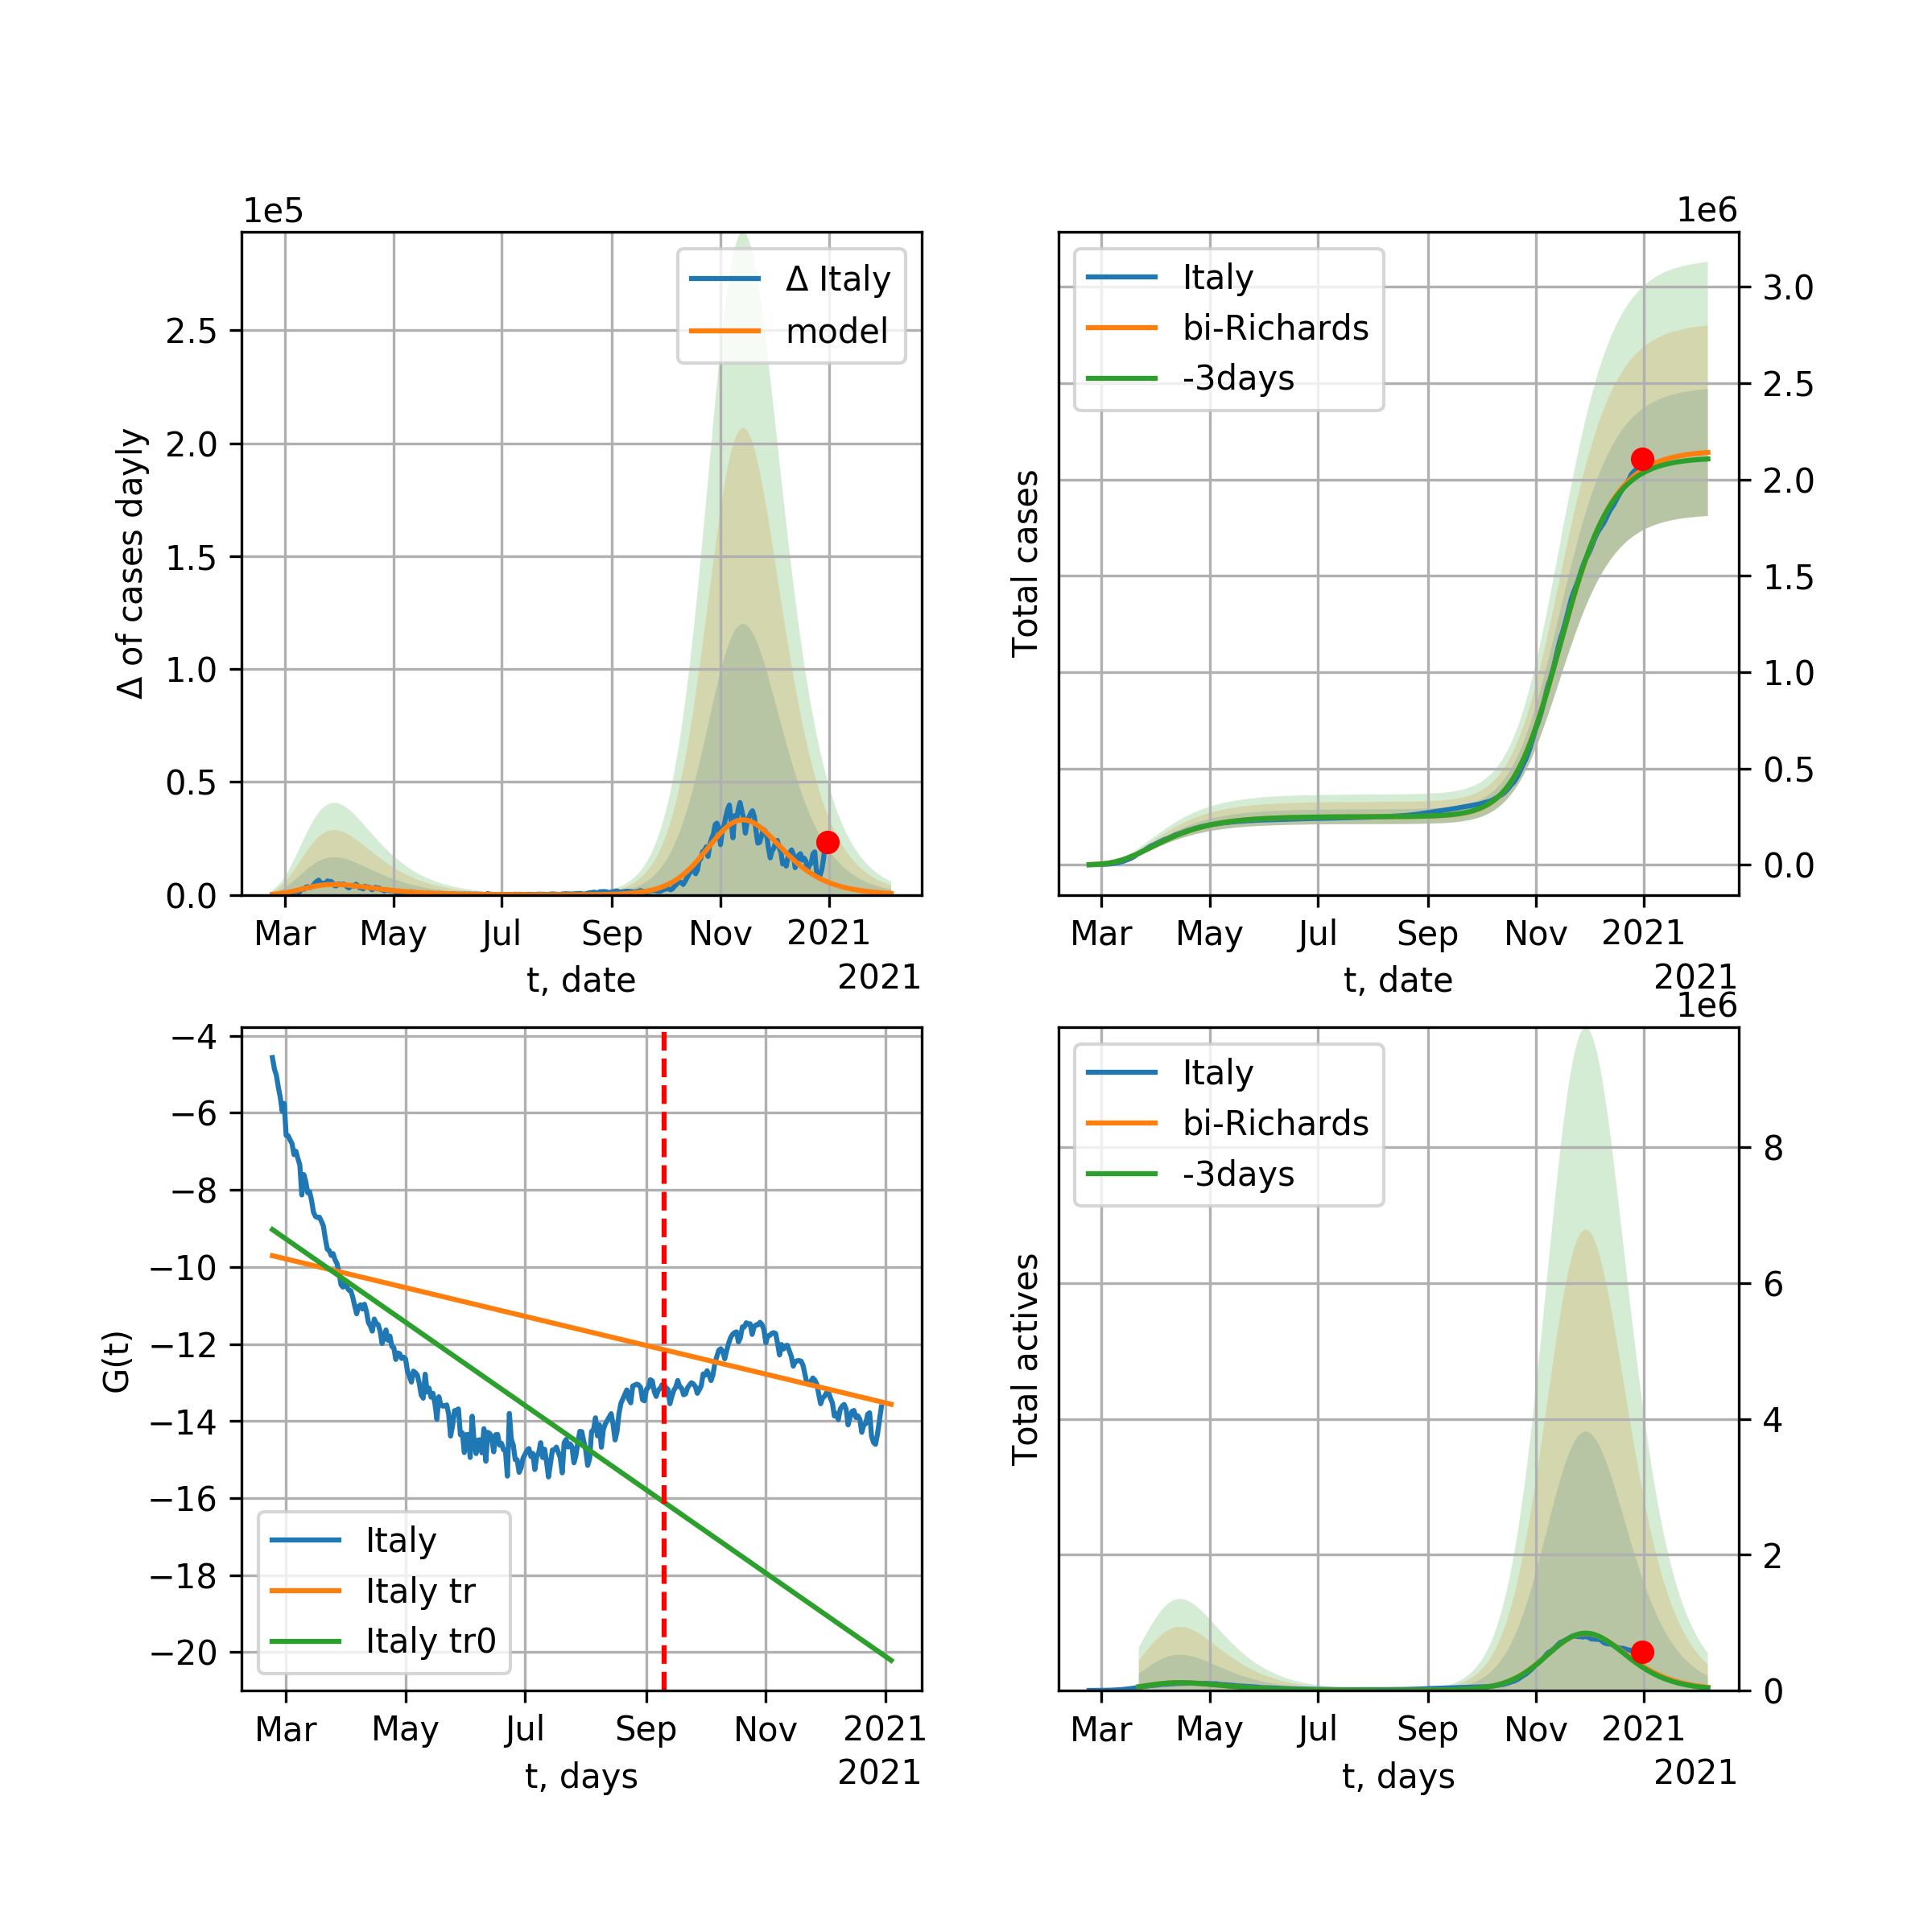 1e5
Δ Italy
model
2.5
2.0
1.5
1.0
0.5
0.0
Δ of cases dayly
Mar May Jul Sep Nov 2021
t, date
2021
1e6
Italy
bi-Richards
-3days
3.0
2.5
2.0
1.5
1.0
0.5
0.0
Total cases
Mar May Jul Sep Nov 2021
t, date
2021
−4
−6
−8
−10
−12
−14
−16
−18
−20
G(t)
Italy
Italy tr
Italy tr0
Mar May Jul Sep Nov 2021
t, days
2021
1e6
Italy
bi-Richards
-3days
8
6
4
2
0
Total actives
Mar May Jul Sep Nov 2021
t, days
2021